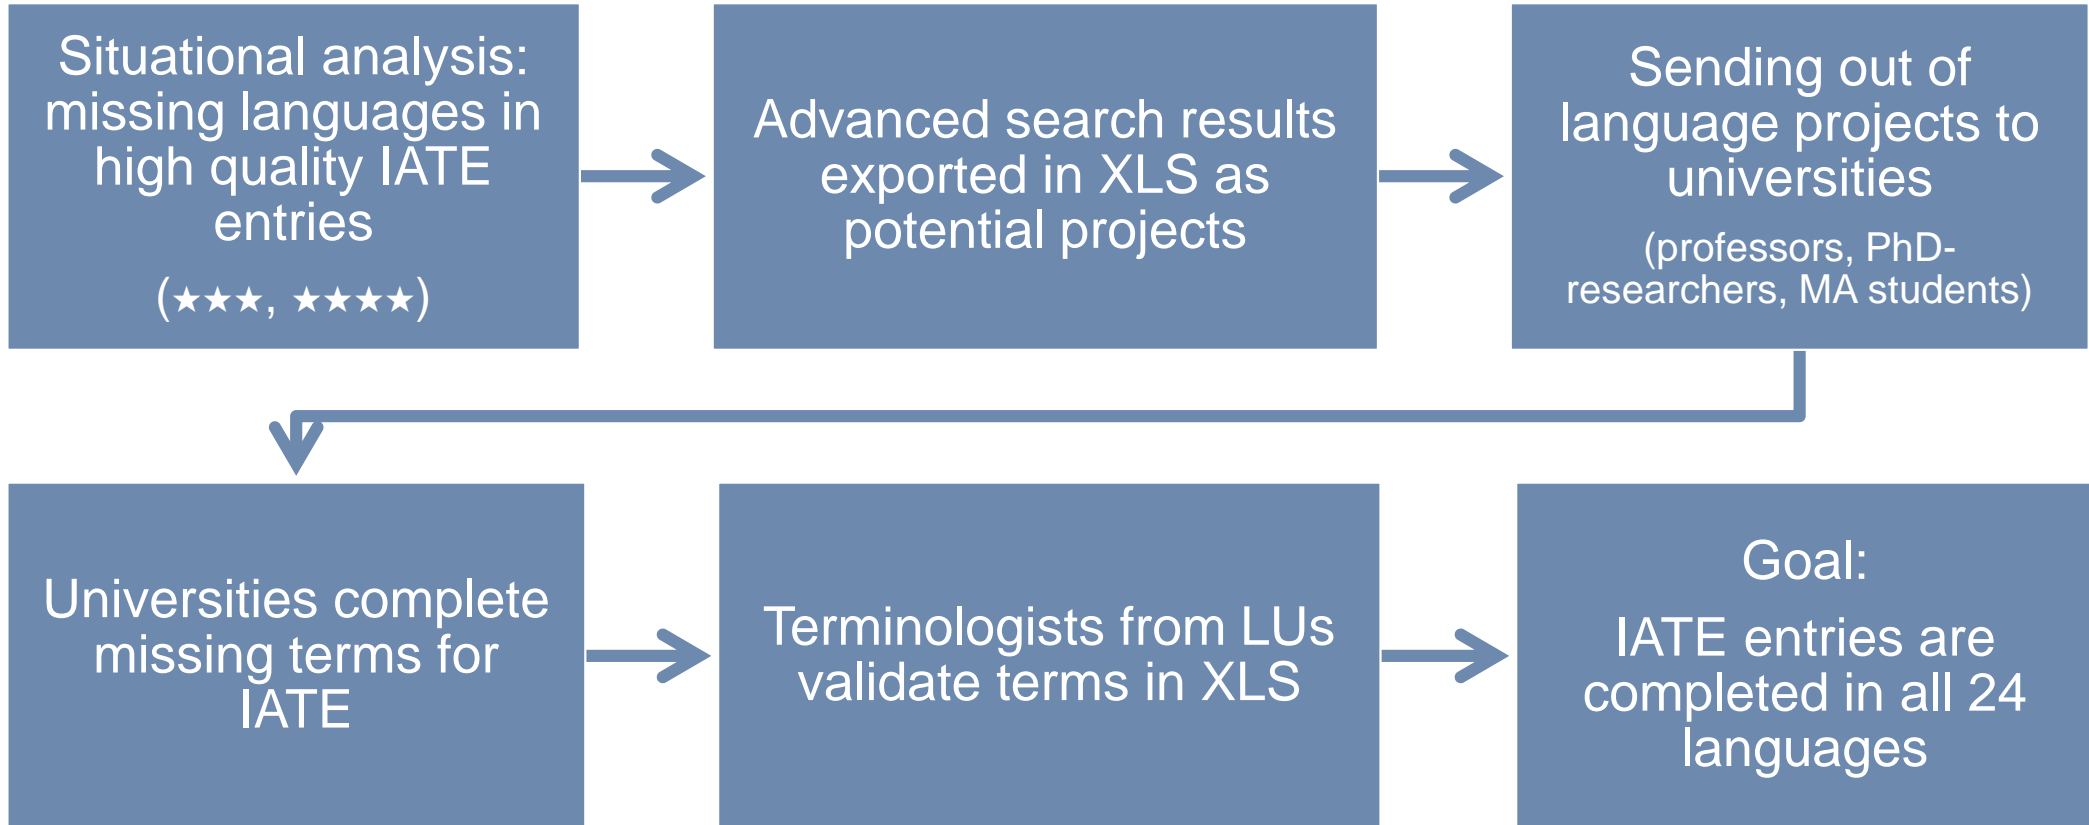 Situational analysis:
missing languages in
high quality IATE
entries
(★★★, ★★★★)
Advanced search results
exported in XLS as
potential projects
Sending out of
language projects to
universities
(professors, PhD-
researchers, MA students)
Universities complete
missing terms for
IATE
Terminologists from LUs
validate terms in XLS
Goal:
IATE entries are
completed in all 24
languages